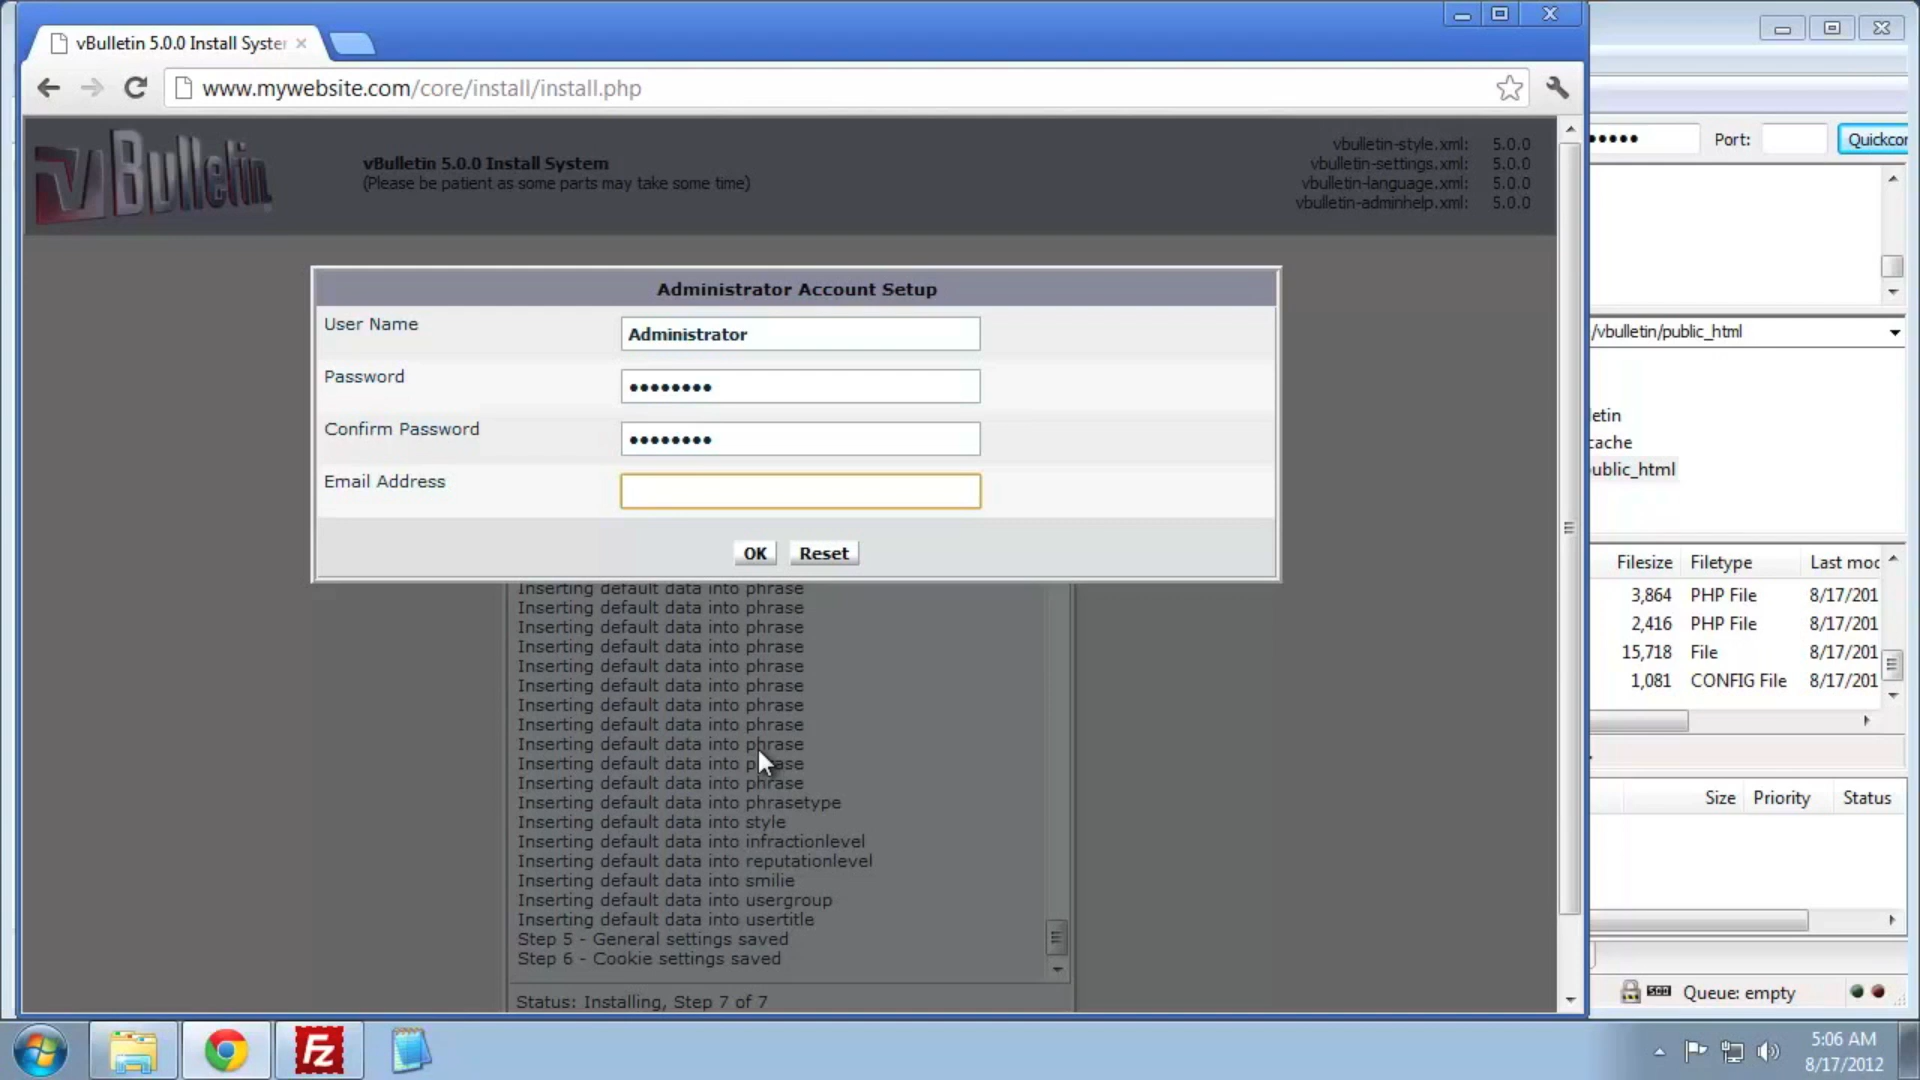 vBulletin 5.0.0 Install System
www.mywebsite.com/core/install/install.php
vBulletin
vBulletin 5.0.0 Install System
(Please be patient as some parts may take some time)
vbulletin-style.xml: 5.0.0
vbulletin-settings.xml: 5.0.0
vbulletin-language.xml: 5.0.0
vbulletin-adminhelp.xml: 5.0.0
Administrator Account Setup
User Name Administrator
Password ••••••••
Confirm Password ••••••••
Email Address
OK Reset
Inserting default data into phrase
Inserting default data into phrase
Inserting default data into phrase
Inserting default data into phrase
Inserting default data into phrase
Inserting default data into phrase
Inserting default data into phrase
Inserting default data into phrase
Inserting default data into phrase
Inserting default data into phrase
Inserting default data into phrase
Inserting default data into phrasetype
Inserting default data into style
Inserting default data into infractionlevel
Inserting default data into reputationlevel
Inserting default data into smilie
Inserting default data into usergroup
Inserting default data into usertitle
Step 5 - General settings saved
Step 6 - Cookie settings saved
Status: Installing, Step 7 of 7
••••• Port: Quickcor
/vbulletin/public_html
letin
cache
ublic_html
Filesize Filetype Last mod
3,864 PHP File 8/17/201
2,416 PHP File 8/17/201
15,718 File 8/17/201
1,081 CONFIG File 8/17/201
Size Priority Status
Queue: empty
Fz
5:06 AM
8/17/2012